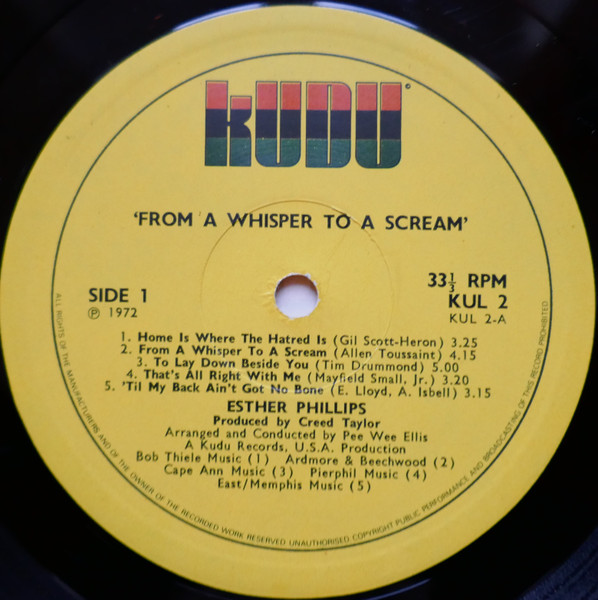 KUDU©
'FROM A WHISPER TO A SCREAM'
SIDE 1
℗ 1972
33⅓ RPM
KUL 2
KUL 2-A
1. Home Is Where The Hatred Is (Gil Scott-Heron) 3.25
2. From A Whisper To A Scream (Allen Toussaint) 4.15
3. To Lay Down Beside You (Tim Drummond) 5.00
4. That's All Right With Me (Mayfield Small, Jr.) 3.20
5. 'Til My Back Ain't Got No Bone (E. Lloyd, A. Isbell) 3.15
ESTHER PHILLIPS
Produced by Creed Taylor
Arranged and Conducted by Pee Wee Ellis
A Kudu Records, U.S.A. Production
Bob Thiele Music (1) Ardmore & Beechwood (2)
Cape Ann Music (3) Pierphil Music (4)
East/Memphis Music (5)
ALL RIGHTS OF THE MANUFACTURERS AND OF THE OWNER OF THE RECORDED WORK RESERVED UNAUTHORISED COPYRIGHT PUBLIC PERFORMANCE AND BROADCASTING OF THIS RECORD PROHIBITED